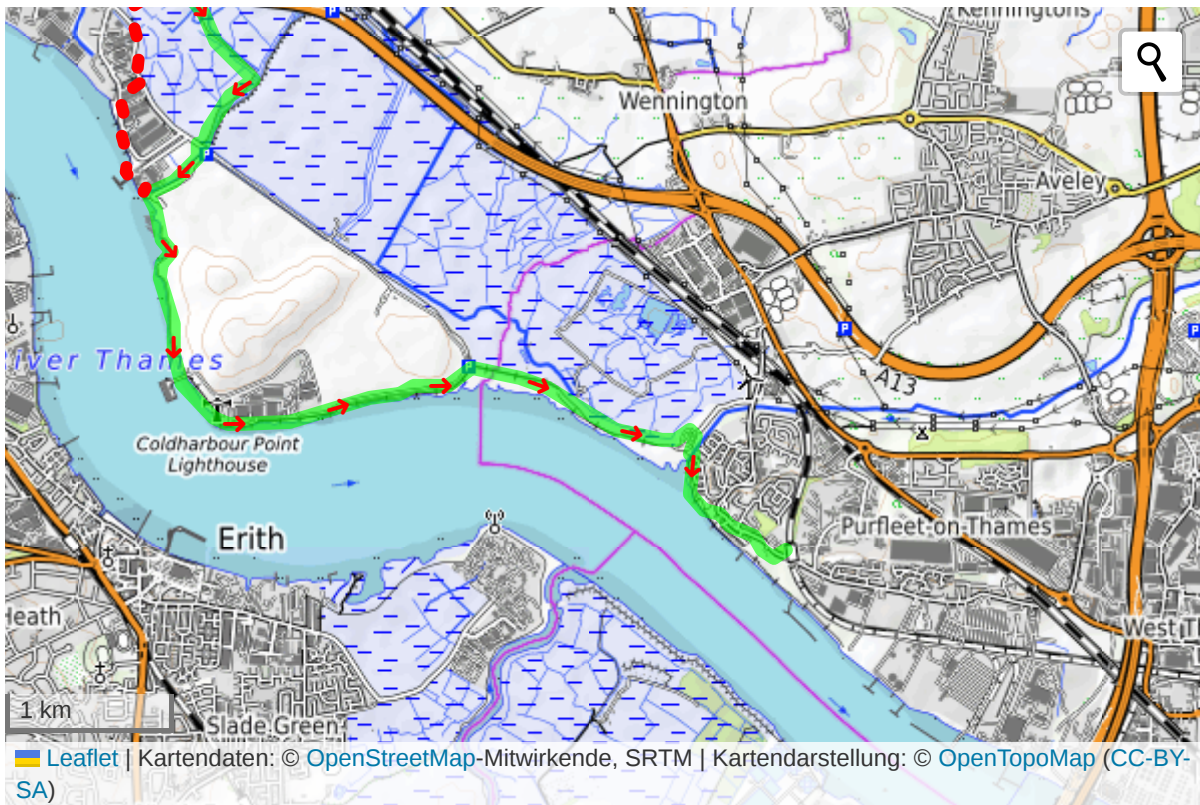 Kenningtons
P
Wennington
Aveley
P
P
P
iver Thames
P
A13
Coldharbour Point
Lighthouse
Erith
Purfleet-on-Thames
Heath
West Th
1 km
Slade Green
Leaflet | Kartendaten: © OpenStreetMap-Mitwirkende, SRTM | Kartendarstellung: © OpenTopoMap (CC-BY-
SA)